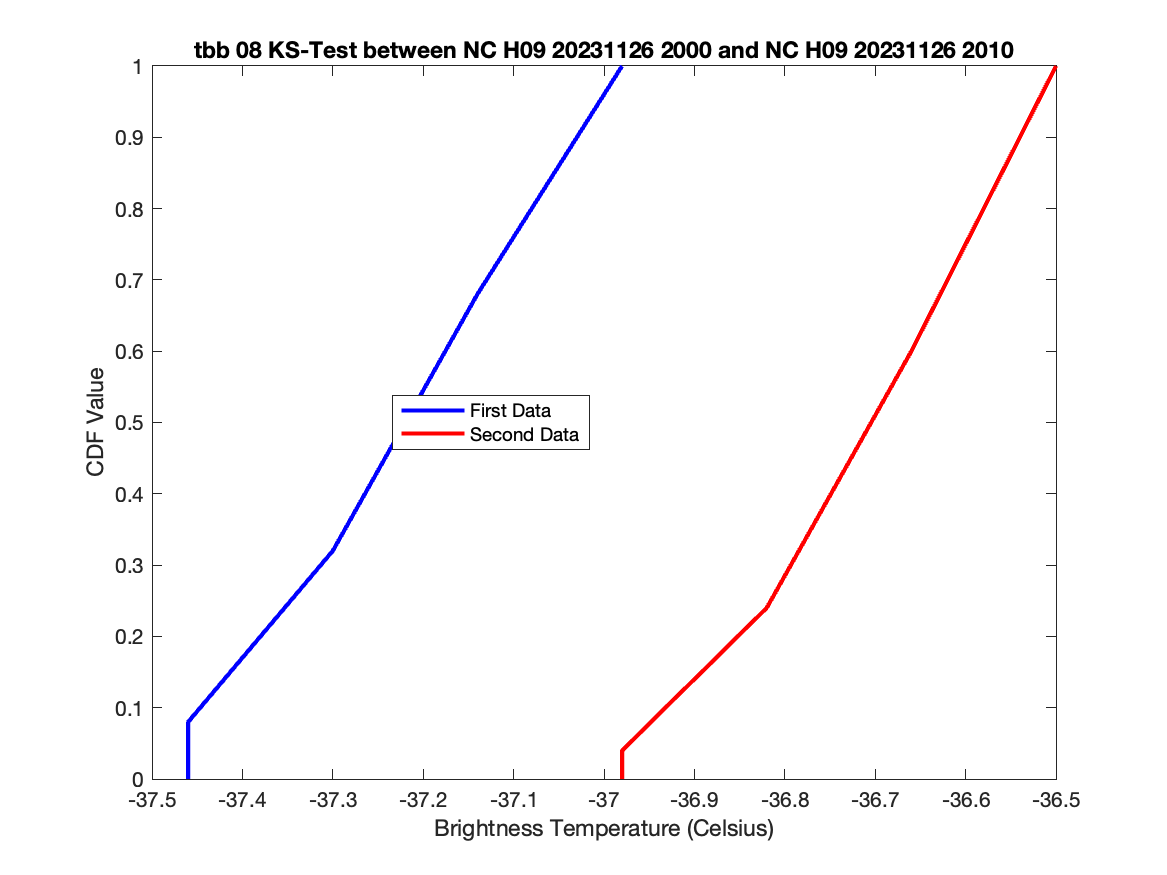 tbb 08 KS-Test between NC H09 20231126 2000 and NC H09 20231126 2010
1
0.9
0.8
0.7
0.6
0.5
0.4
0.3
0.2
0.1
0
CDF Value
First Data
Second Data
-37.5 -37.4 -37.3 -37.2 -37.1 -37 -36.9 -36.8 -36.7 -36.6 -36.5
Brightness Temperature (Celsius)